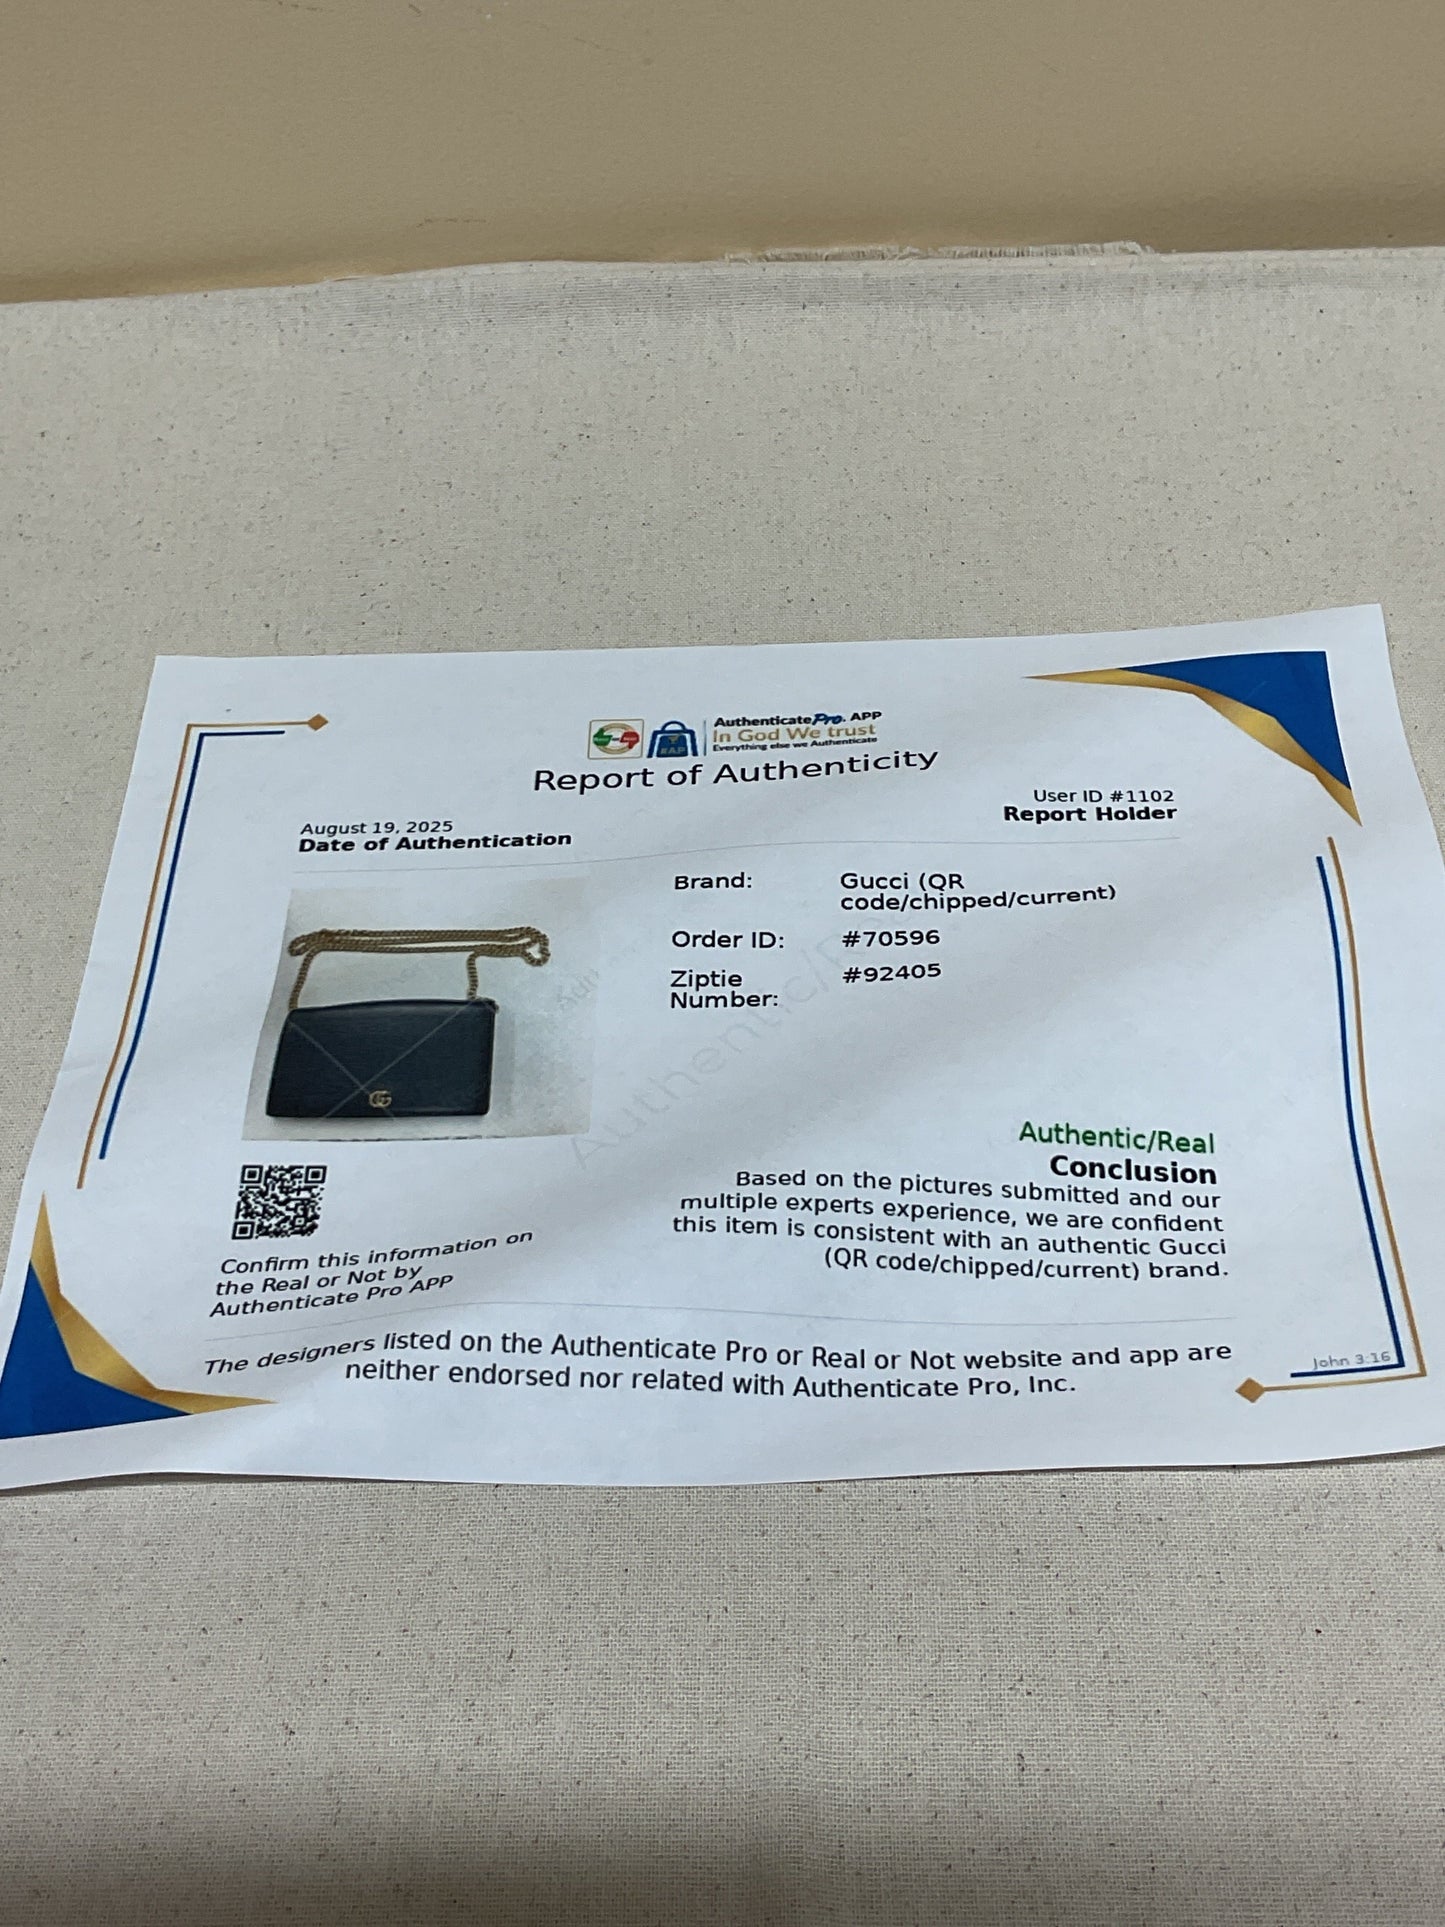 AuthenticatePro. APP
In God We trust
Everything else we Authenticate
RAP
Report of Authenticity
August 19, 2025
Date of Authentication
User ID #1102
Report Holder
Brand: Gucci (QR
code/chipped/current)
Order ID: #70596
Ziptie #92405
Number:
Authentic/Real
Conclusion
Based on the pictures submitted and our
multiple experts experience, we are confident
this item is consistent with an authentic Gucci
(QR code/chipped/current) brand.
Confirm this information on
the Real or Not by
Authenticate Pro APP
The designers listed on the Authenticate Pro or Real or Not website and app are
neither endorsed nor related with Authenticate Pro, Inc.
John 3:16